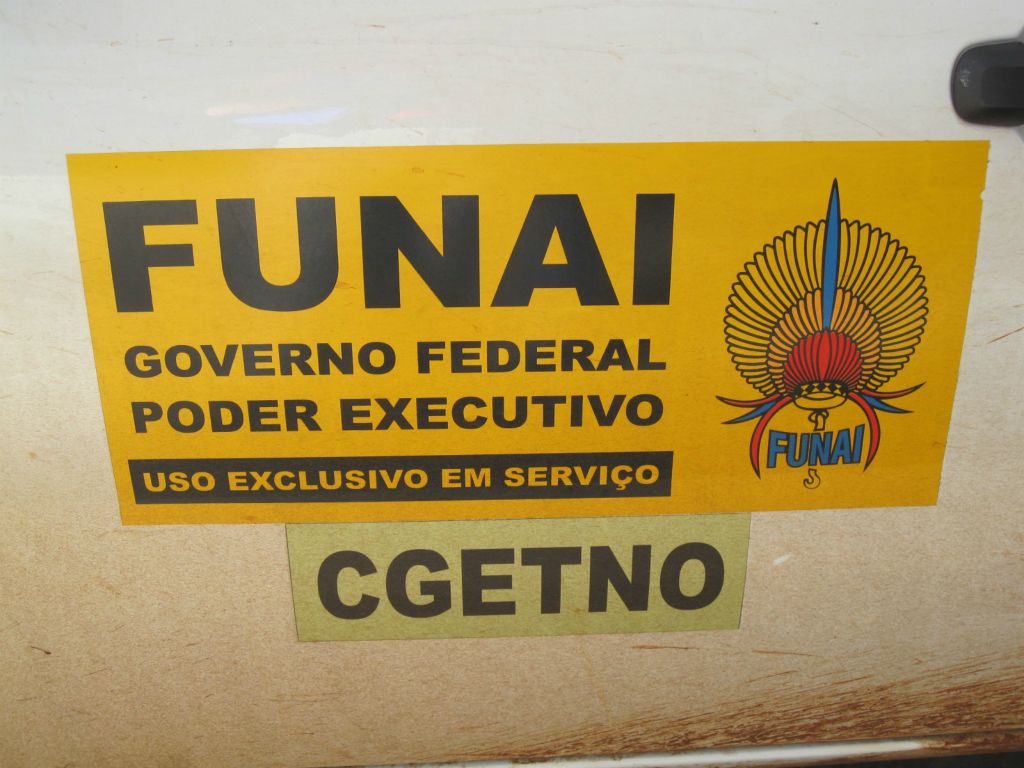 FUNAI
GOVERNO FEDERAL
PODER EXECUTIVO
USO EXCLUSIVO EM SERVIÇO
FUNAI
CGETNO